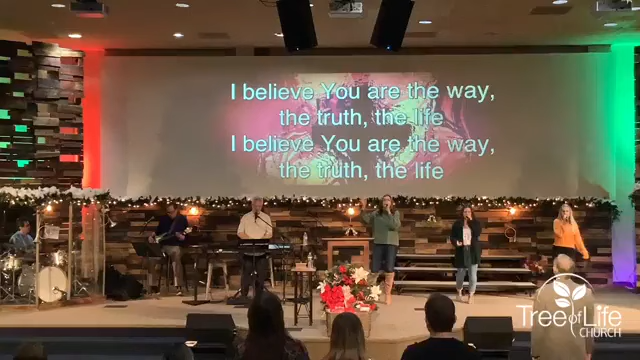 I believe You are the way,
the truth, the life
I believe You are the way,
the truth, the life
Tree of Life
CHURCH